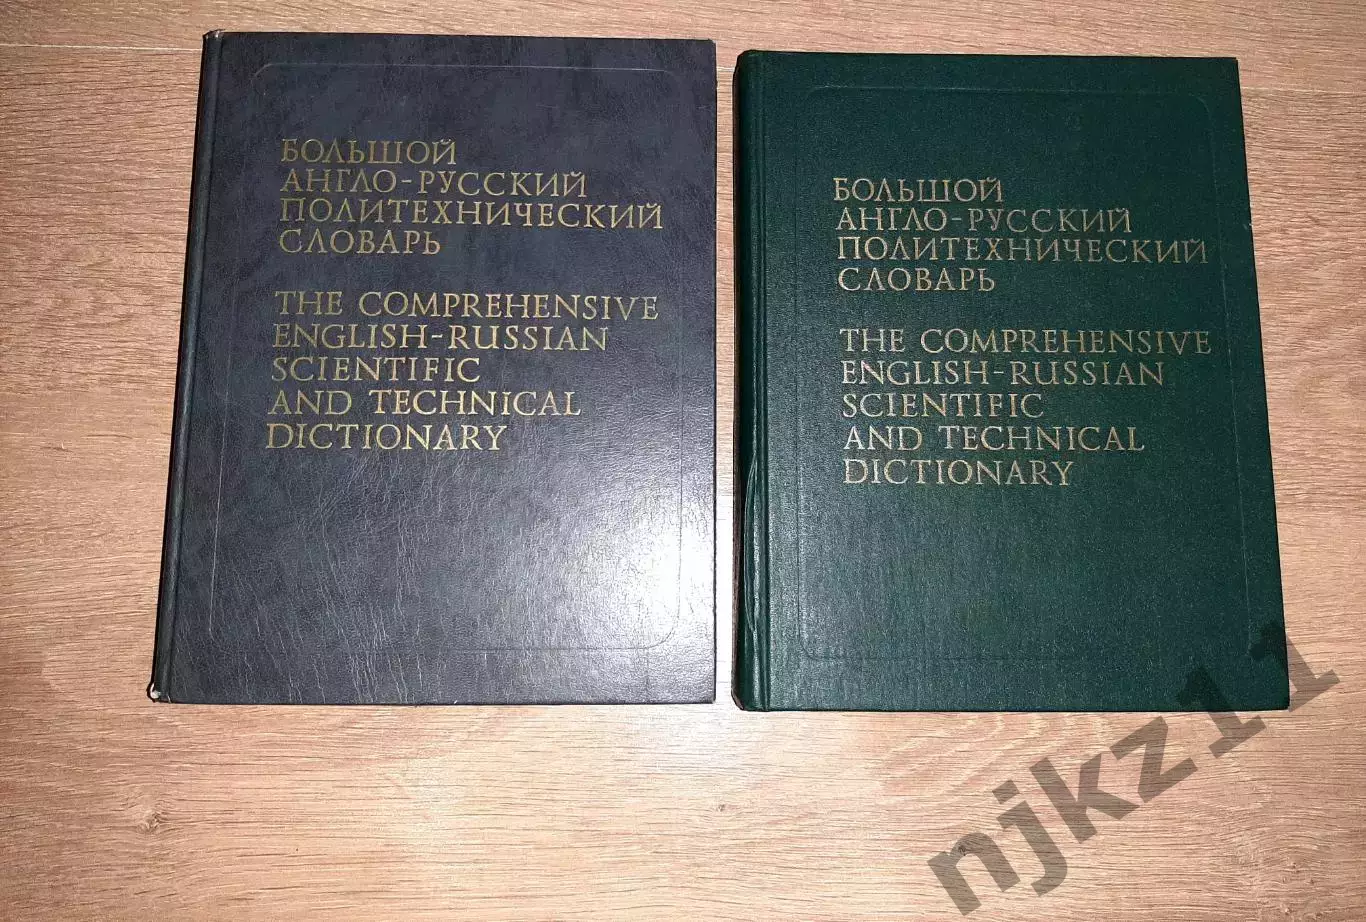 БОЛЬШОЙ
АНГЛО-РУССКИЙ
ПОЛИТЕХНИЧЕСКИЙ
СЛОВАРЬ
THE COMPREHENSIVE
ENGLISH-RUSSIAN
SCIENTIFIC
AND TECHNICAL
DICTIONARY
БОЛЬШОЙ
АНГЛО-РУССКИЙ
ПОЛИТЕХНИЧЕСКИЙ
СЛОВАРЬ
THE COMPREHENSIVE
ENGLISH-RUSSIAN
SCIENTIFIC
AND TECHNICAL
DICTIONARY
njkz11